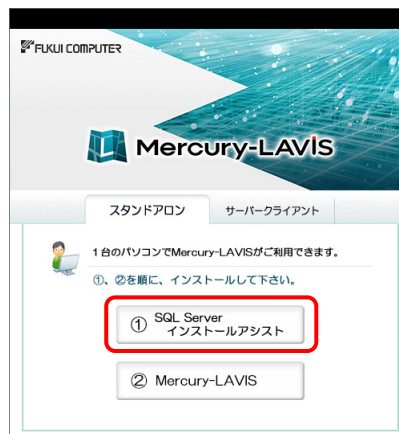 FUKUI COMPUTER
Mercury-LAVIS
スタンドアロン
サーバークライアント
1台のパソコンでMercury-LAVISがご利用できます。
①、②を順に、インストールして下さい。
① SQL Server
インストールアシスト
② Mercury-LAVIS